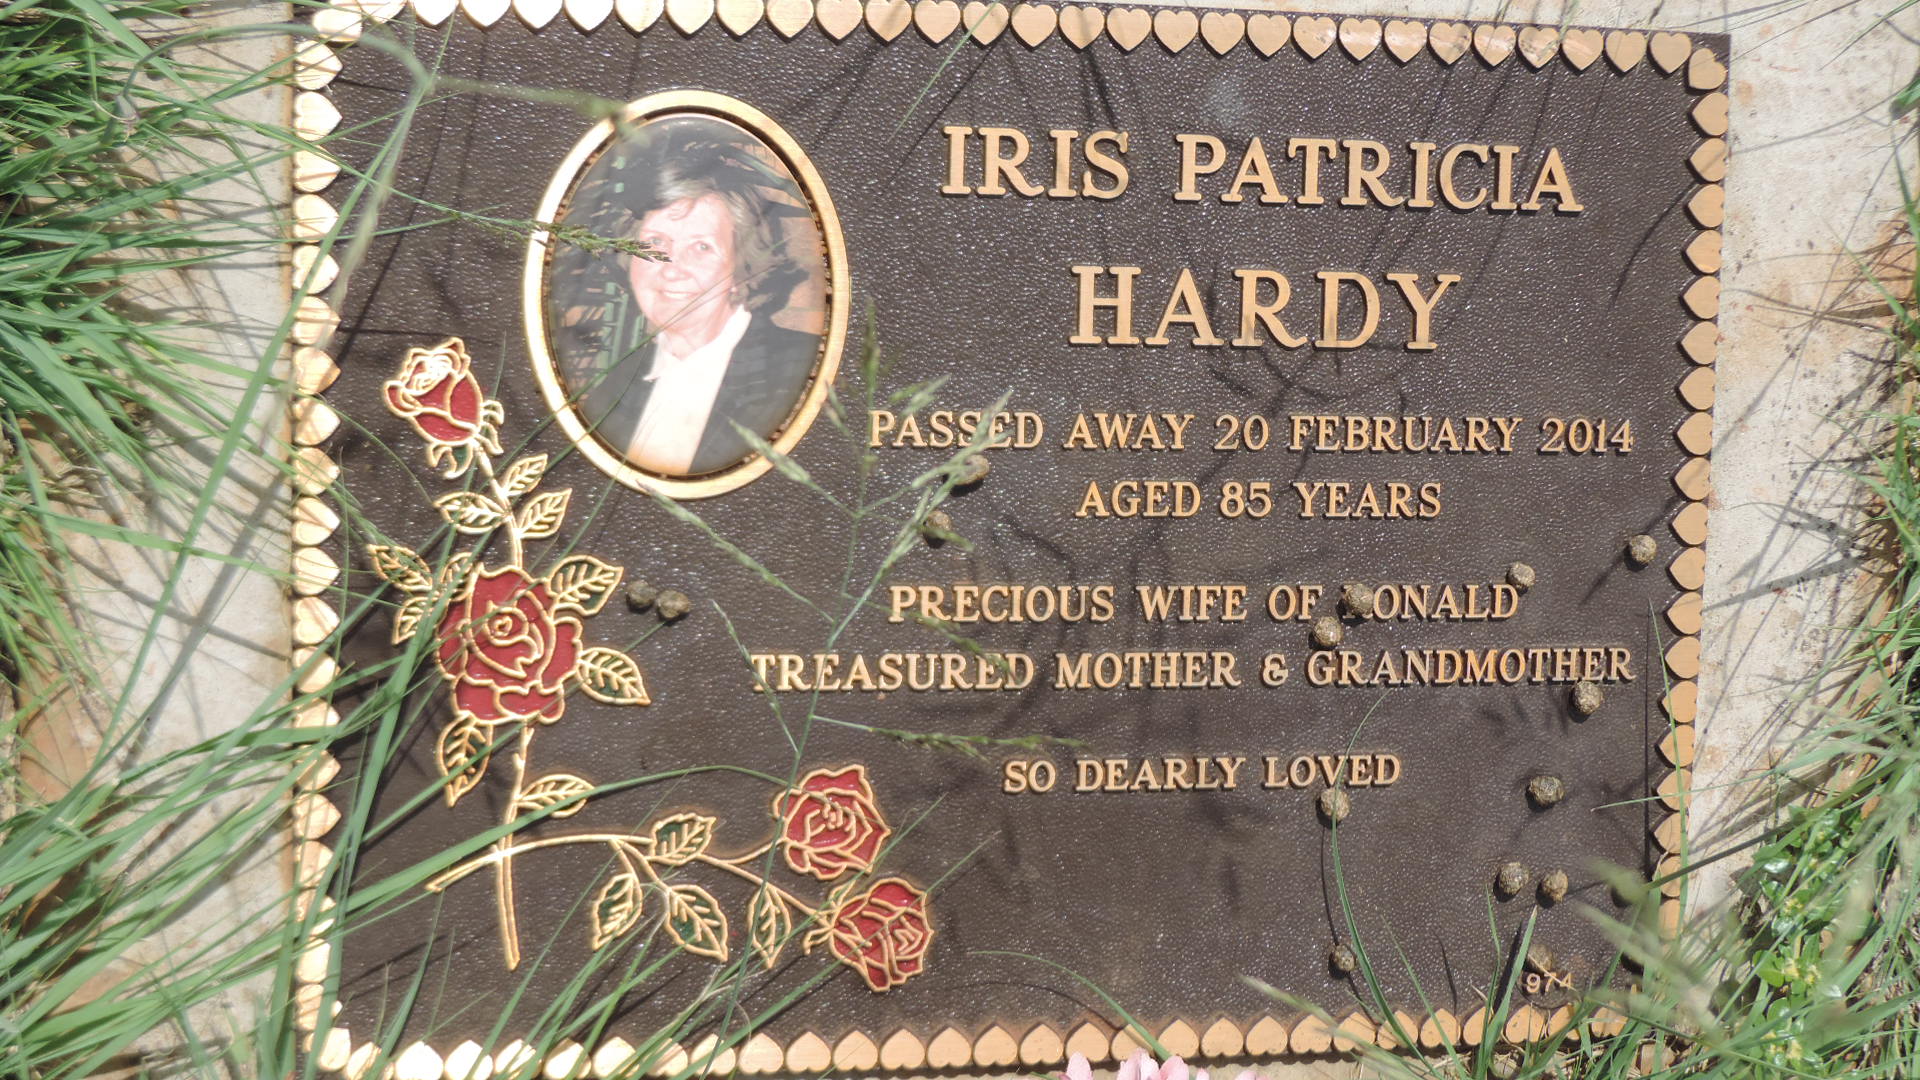 IRIS PATRICIA
HARDY
PASSED AWAY 20 FEBRUARY 2014
AGED 85 YEARS
PRECIOUS WIFE OF DONALD
TREASURED MOTHER & GRANDMOTHER
SO DEARLY LOVED
974